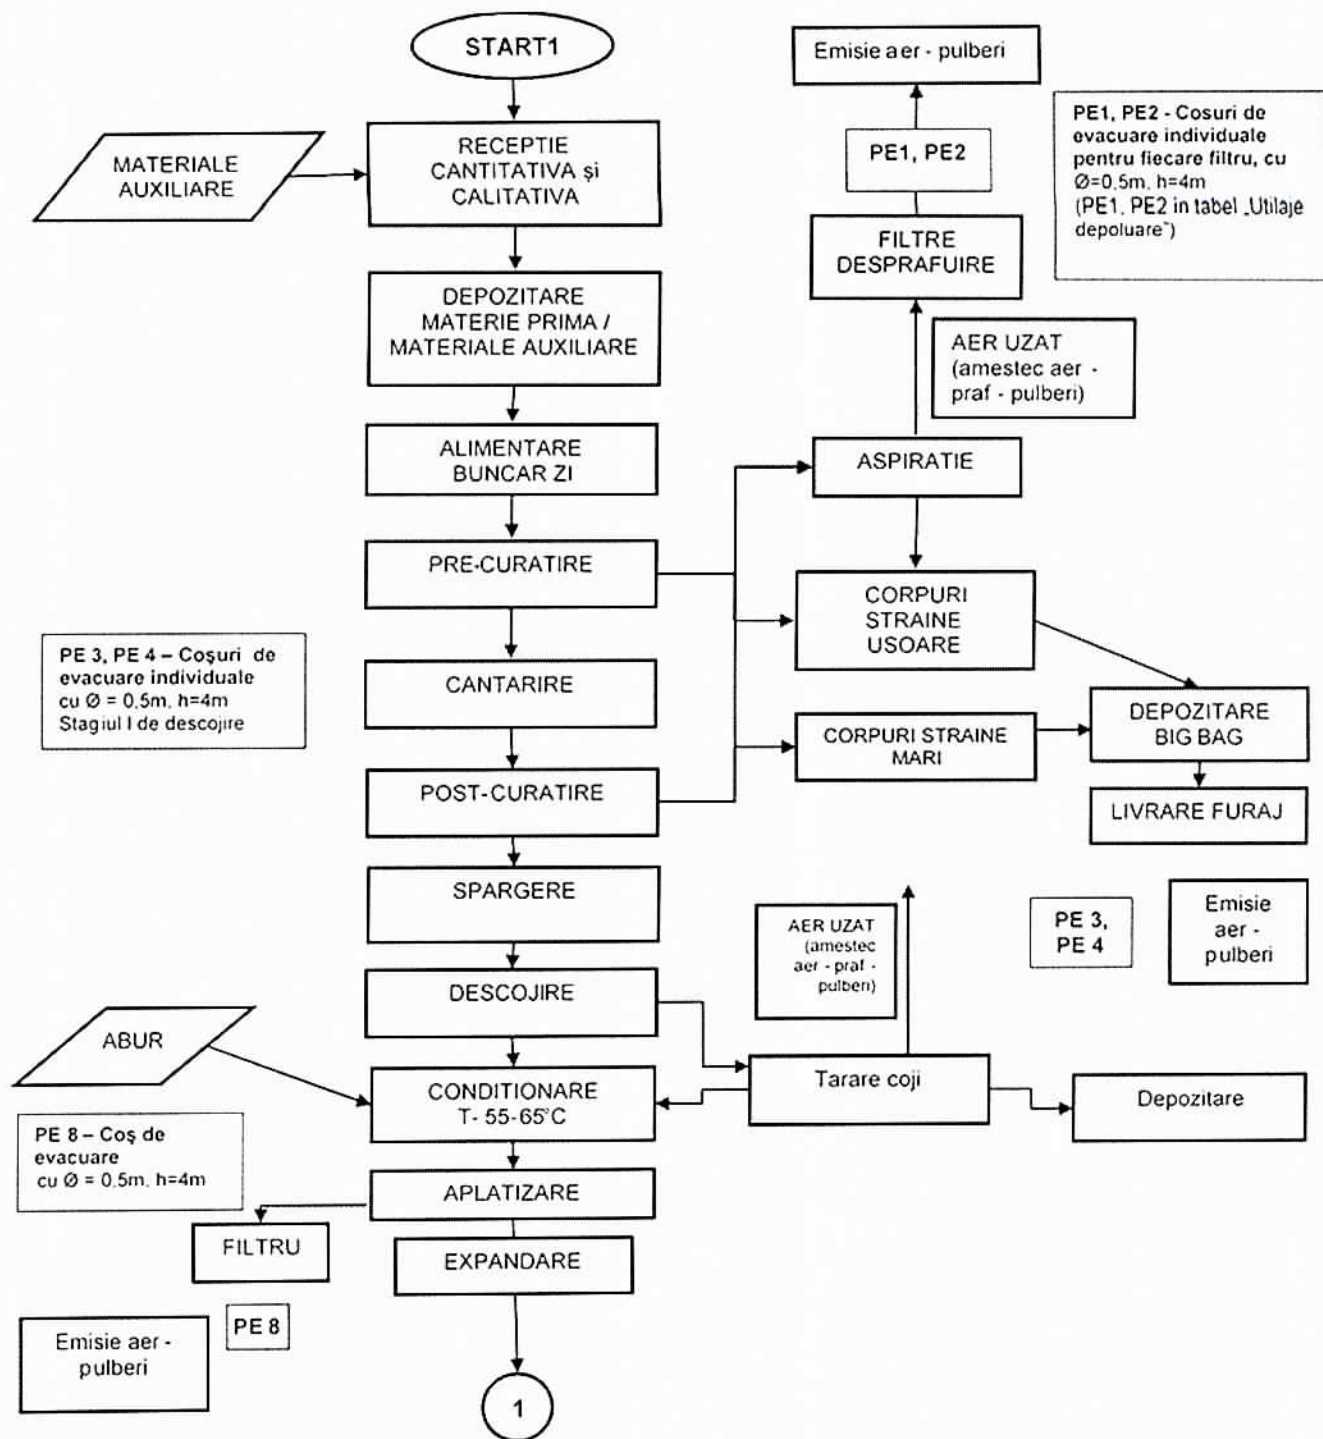 START1
Emisie aer - pulberi
MATERIALE
AUXILIARE
RECEPTIE
CANTITATIVA și
CALITATIVA
PE1, PE2
PE1, PE2 - Cosuri de
evacuare individuale
pentru fiecare filtru, cu
Ø=0,5m, h=4m
(PE1, PE2 in tabel „Utilaje
depoluare”)
FILTRE
DESPRAFUIRE
DEPOZITARE
MATERIE PRIMA /
MATERIALE AUXILIARE
AER UZAT
(amestec aer -
praf - pulberi)
ALIMENTARE
BUNCAR ZI
ASPIRATIE
PRE-CURATIRE
CORPURI
STRAINE
USOARE
PE 3, PE 4 – Coşuri de
evacuare individuale
cu Ø = 0,5m, h=4m
Stagiul I de descojire
CANTARIRE
CORPURI STRAINE
MARI
DEPOZITARE
BIG BAG
POST-CURATIRE
LIVRARE FURAJ
SPARGERE
AER UZAT
(amestec
aer - praf -
pulberi)
PE 3,
PE 4
Emisie
aer -
pulberi
DESCOJIRE
ABUR
CONDITIONARE
T- 55-65°C
Tarare coji
Depozitare
PE 8 – Coş de
evacuare
cu Ø = 0,5m, h=4m
APLATIZARE
FILTRU
EXPANDARE
PE 8
Emisie aer -
pulberi
1